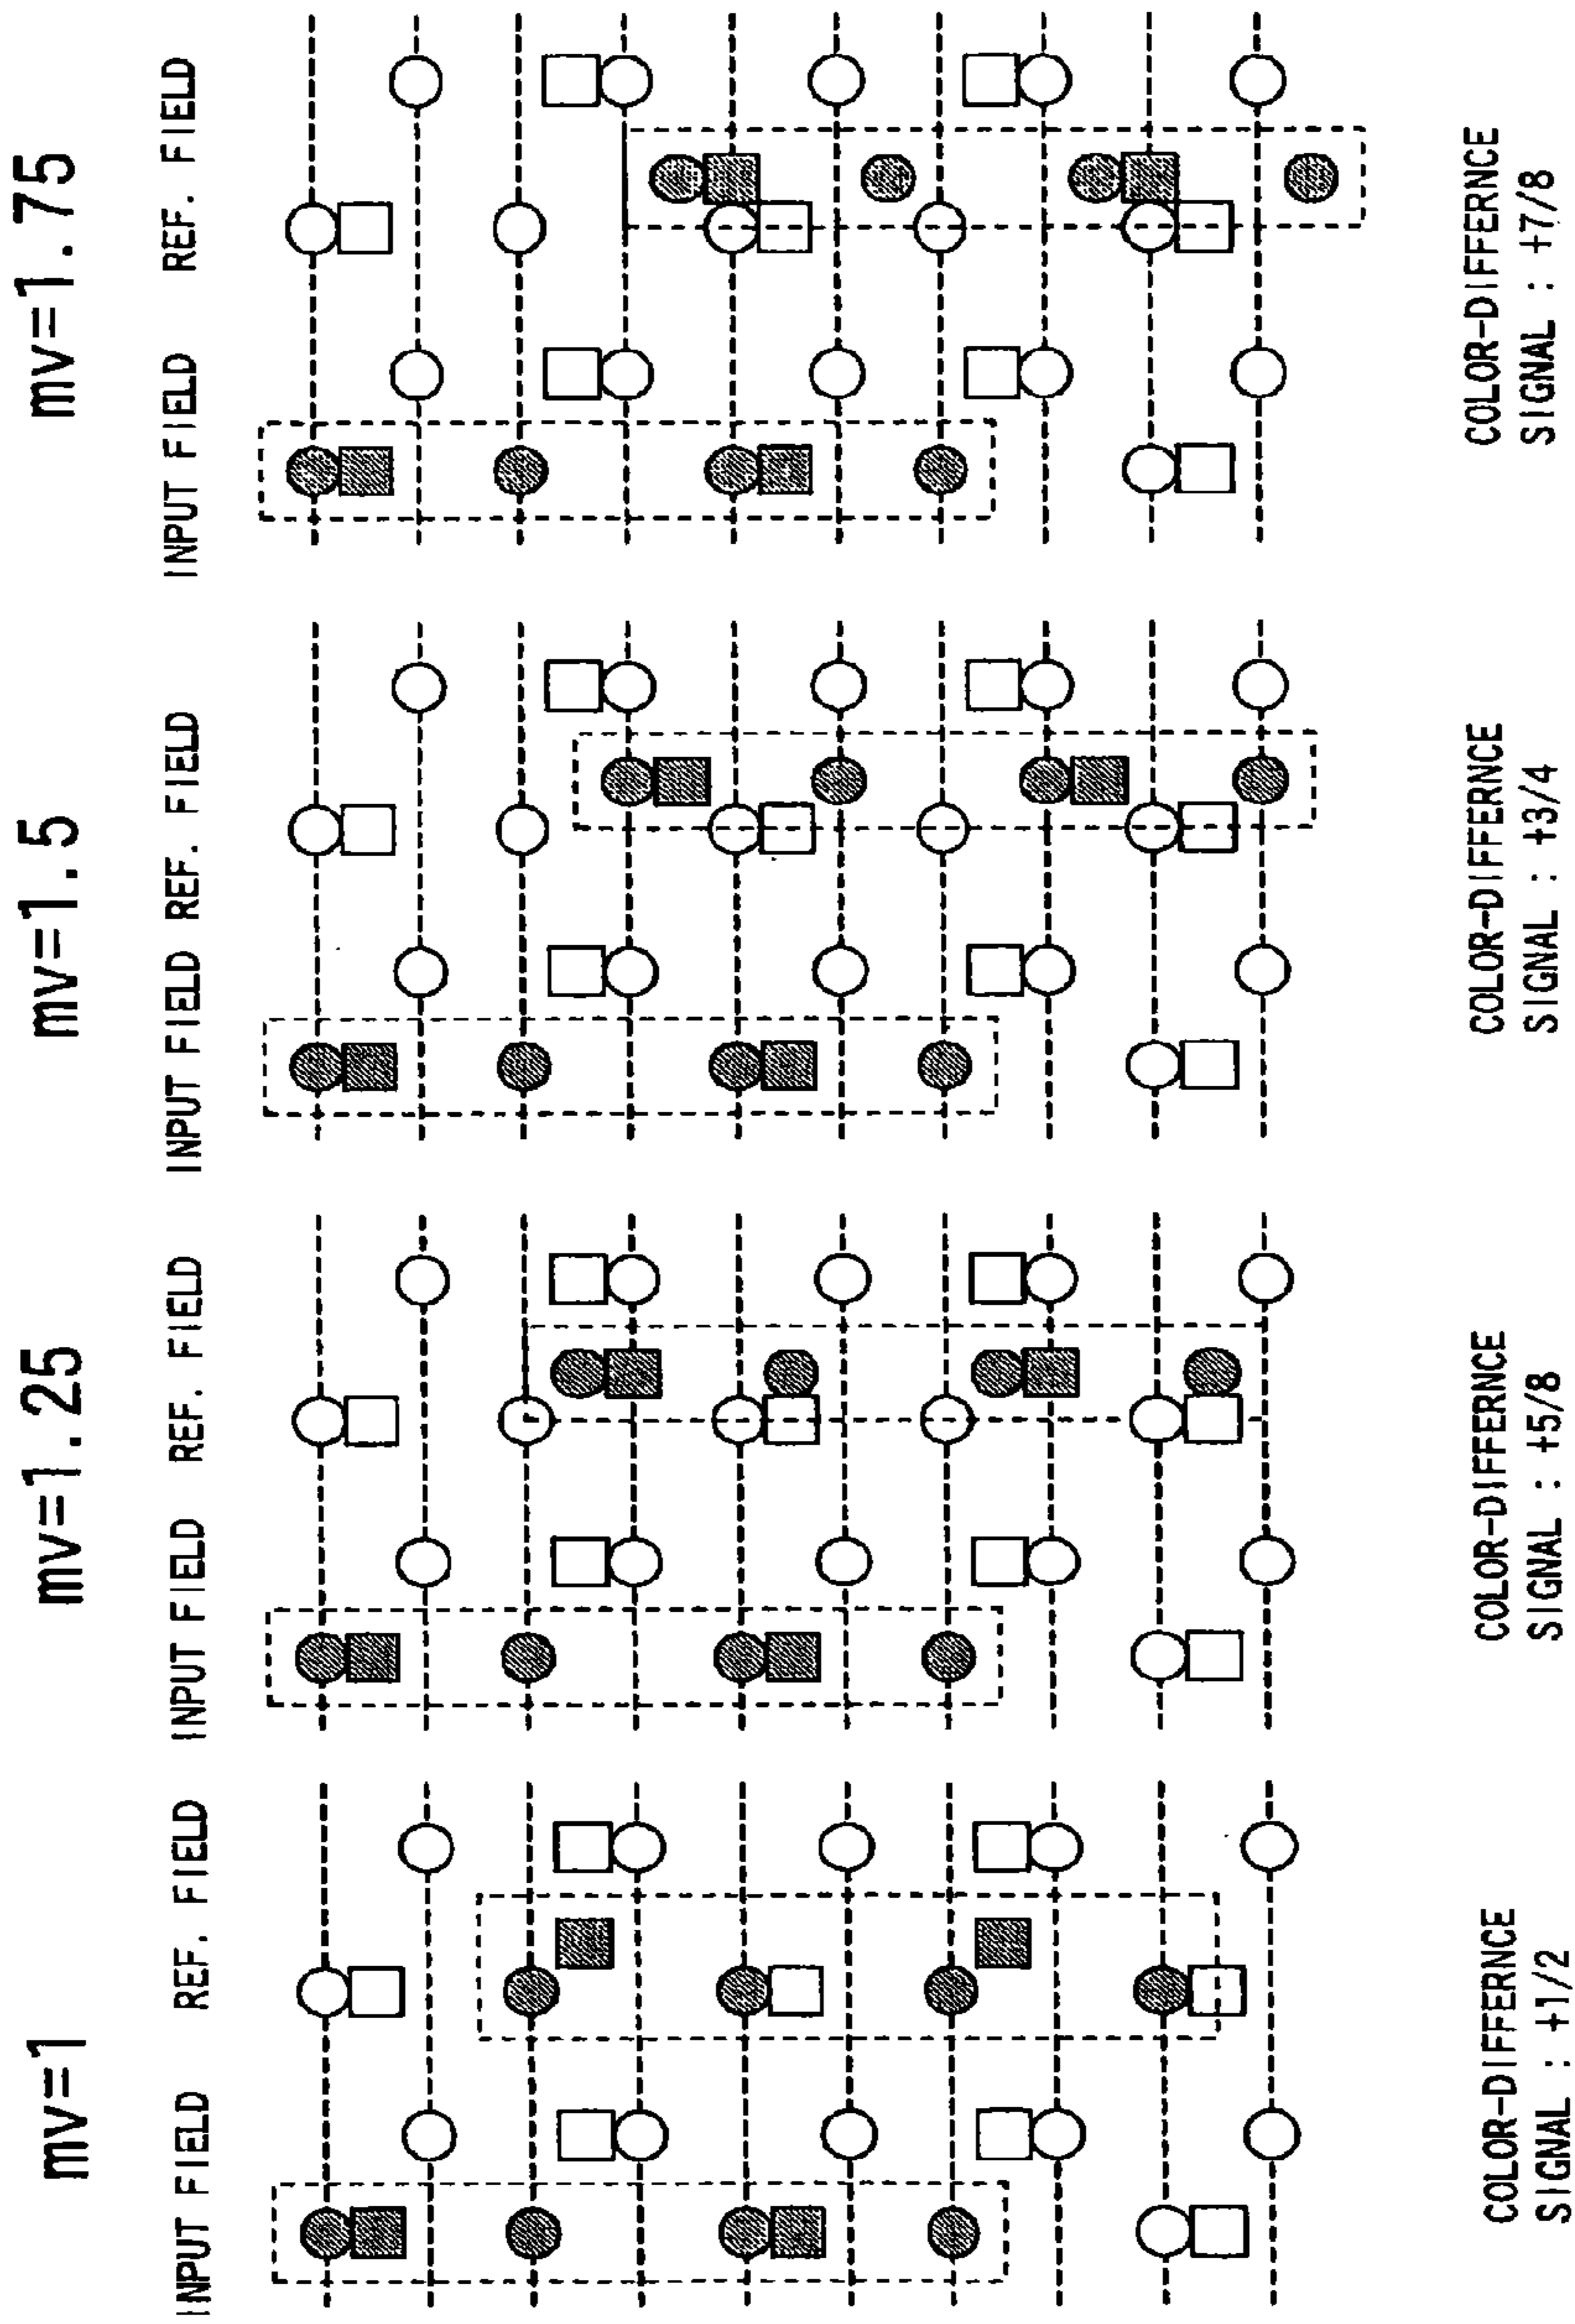 mv=1
INPUT FIELD REF. FIELD
COLOR-DIFFERNCE
SIGNAL : +1/2
mv=1.25
INPUT FIELD REF. FIELD
COLOR-DIFFERNCE
SIGNAL : +5/8
mv=1.5
INPUT FIELD REF. FIELD
COLOR-DIFFERNCE
SIGNAL : +3/4
mv=1.75
INPUT FIELD REF. FIELD
COLOR-DIFFERNCE
SIGNAL : +7/8